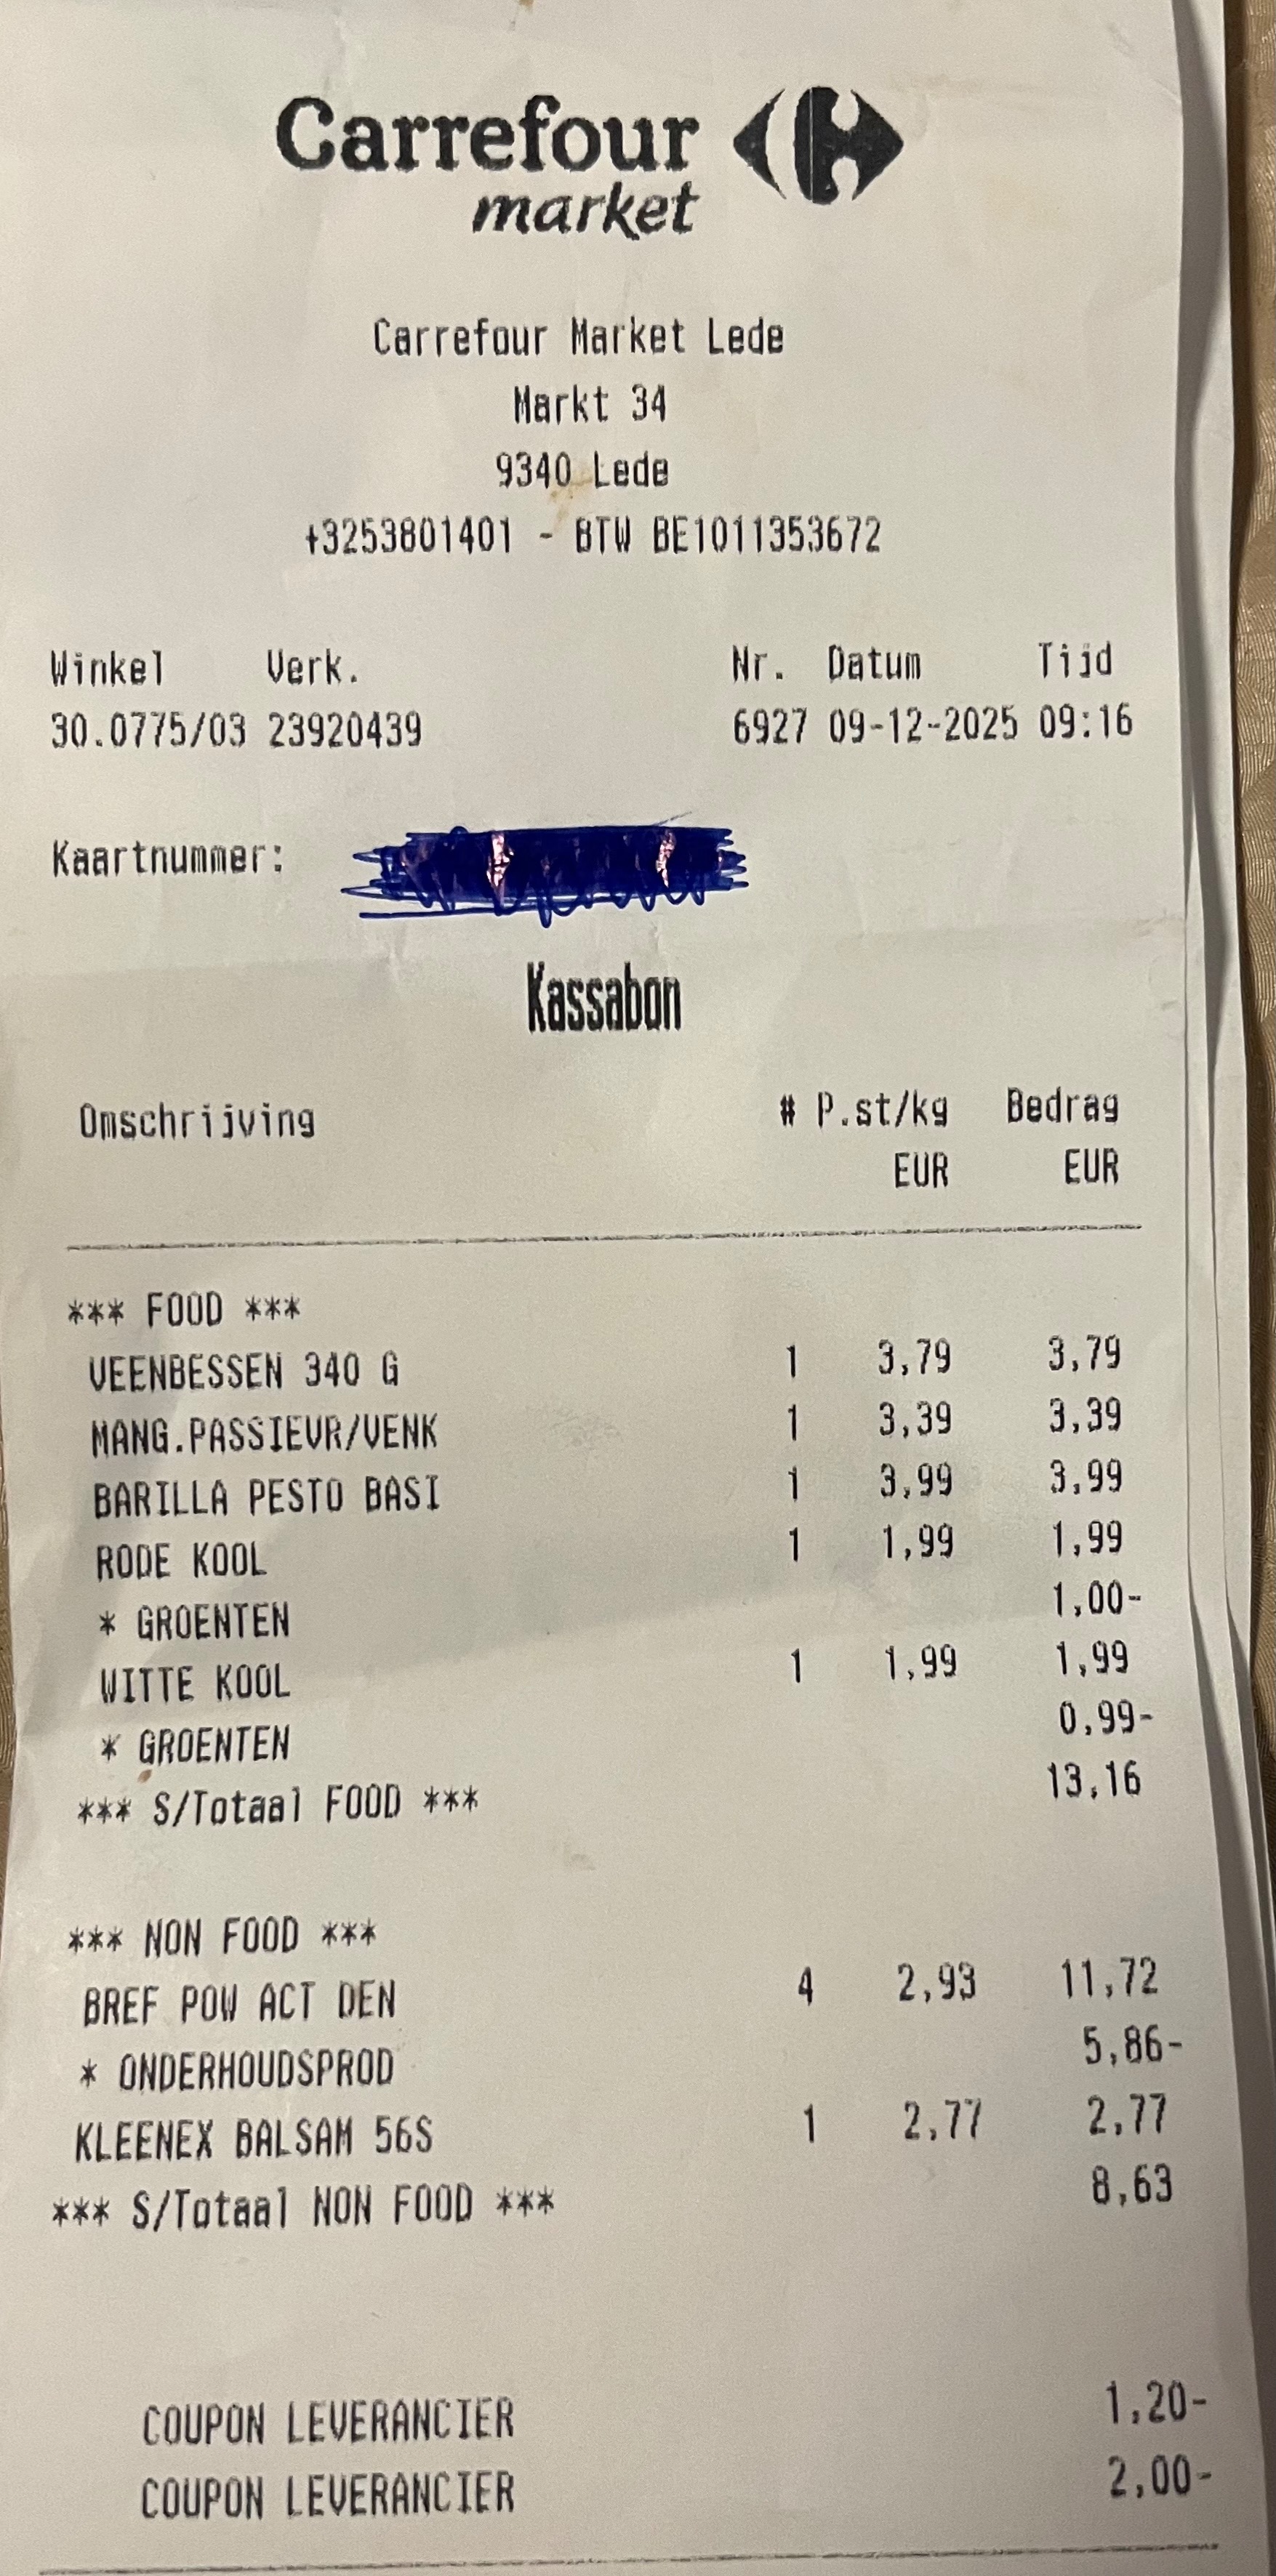 Carrefour
market
Carrefour Market Lede
Markt 34
9340 Lede
+3253801401 - BTW BE1011353672
Winkel Verk. Nr. Datum Tijd
30.0775/03 23920439 6927 09-12-2025 09:16
Kaartnummer:
Kassabon
Omschrijving # P.st/kg Bedrag
EUR EUR
*** FOOD ***
VEENBESSEN 340 G 1 3,79 3,79
MANG.PASSIEVR/VENK 1 3,39 3,39
BARILLA PESTO BASI 1 3,99 3,99
RODE KOOL 1 1,99 1,99
* GROENTEN 1,00-
WITTE KOOL 1 1,99 1,99
* GROENTEN 0,99-
*** S/Totaal FOOD *** 13,16
*** NON FOOD ***
BREF POW ACT DEN 4 2,93 11,72
* ONDERHOUDSPROD 5,86-
KLEENEX BALSAM 56S 1 2,77 2,77
*** S/Totaal NON FOOD *** 8,63
COUPON LEVERANCIER 1,20-
COUPON LEVERANCIER 2,00-